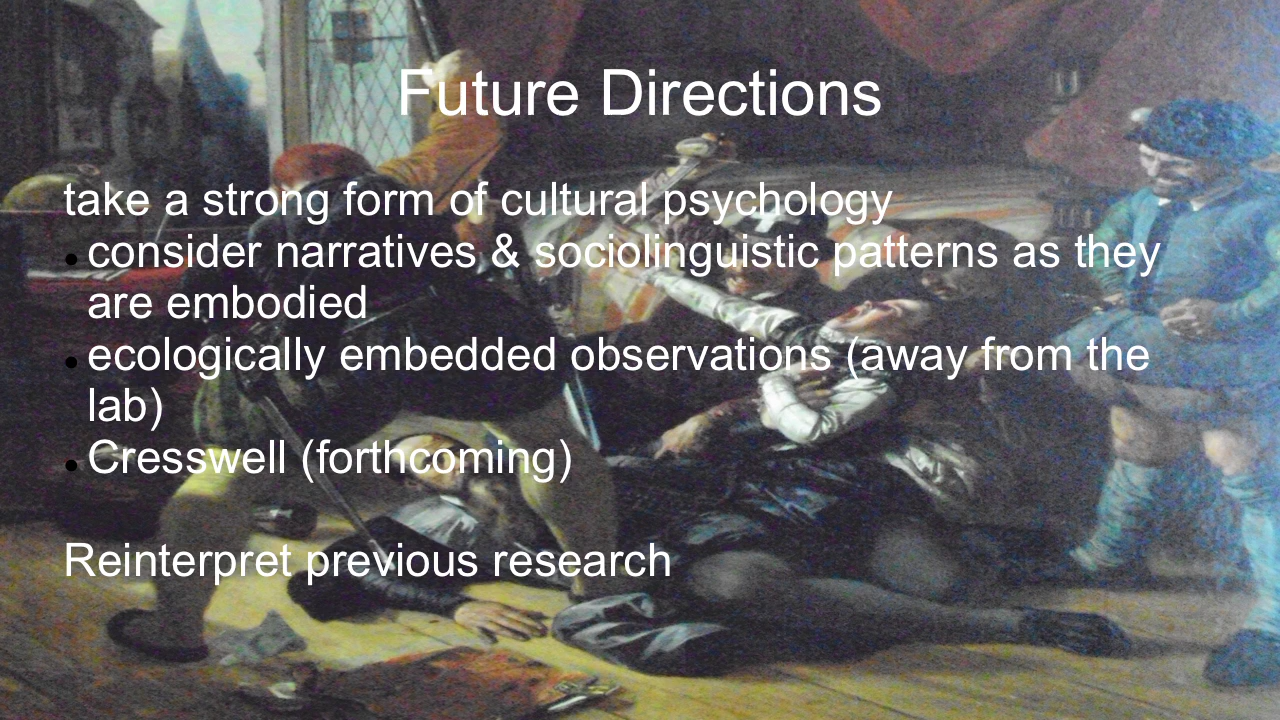 Future Directions
take a strong form of cultural psychology
● consider narratives & sociolinguistic patterns as they
are embodied
● ecologically embedded observations (away from the
lab)
● Cresswell (forthcoming)
Reinterpret previous research